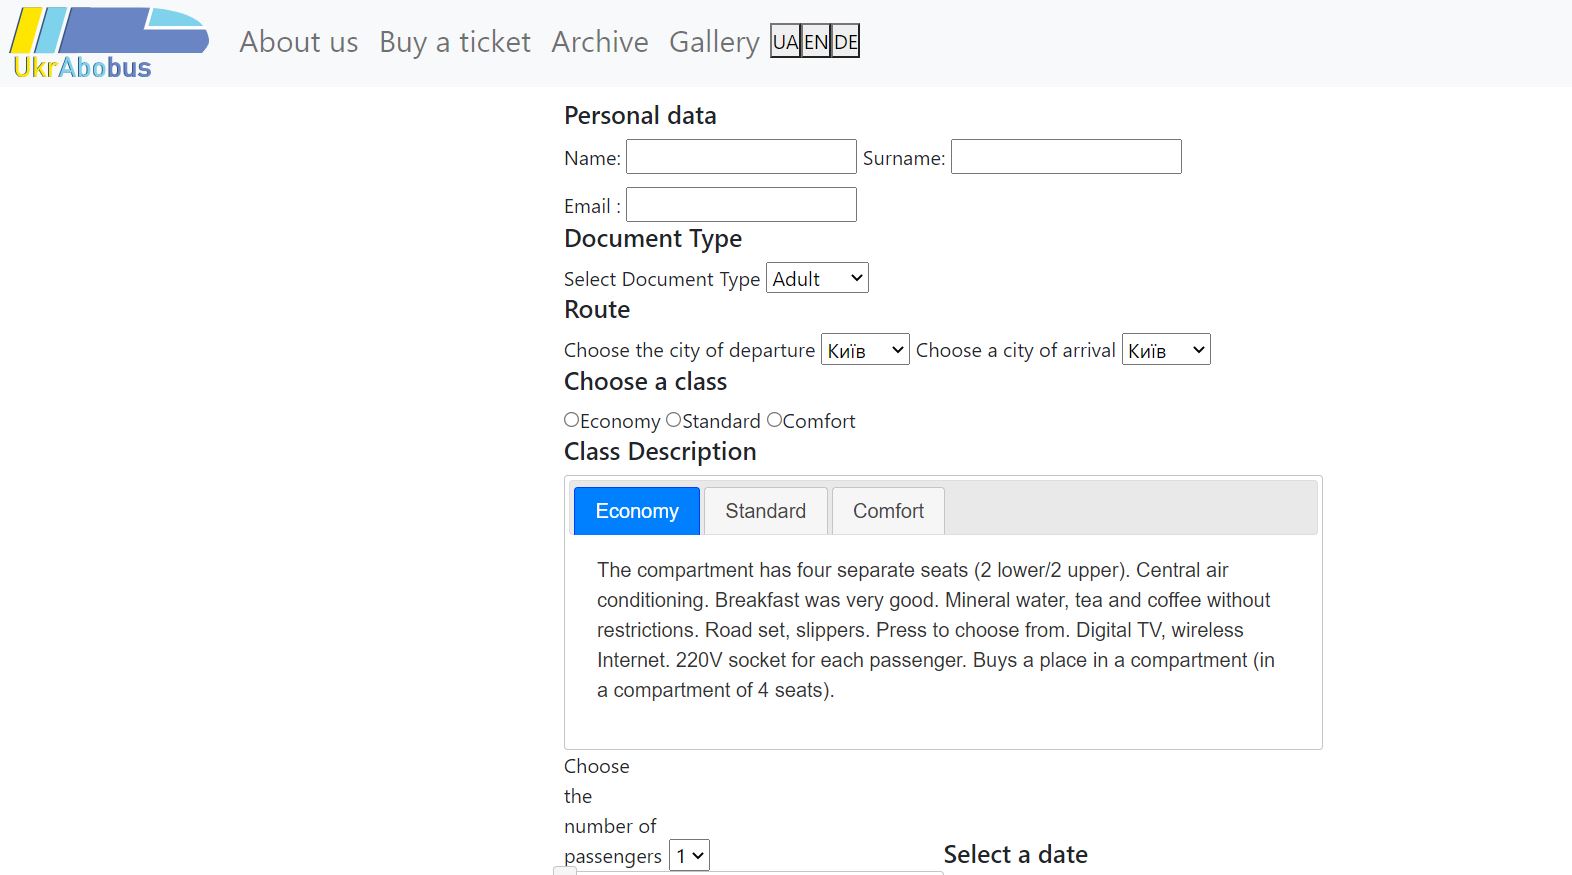 UkrAbobus
About us Buy a ticket Archive Gallery UA EN DE
Personal data
Name: Surname:
Email :
Document Type
Select Document Type Adult
Route
Choose the city of departure Київ Choose a city of arrival Київ
Choose a class
Economy Standard Comfort
Class Description
Economy Standard Comfort
The compartment has four separate seats (2 lower/2 upper). Central air
conditioning. Breakfast was very good. Mineral water, tea and coffee without
restrictions. Road set, slippers. Press to choose from. Digital TV, wireless
Internet. 220V socket for each passenger. Buys a place in a compartment (in
a compartment of 4 seats).
Choose
the
number of
passengers 1
Select a date